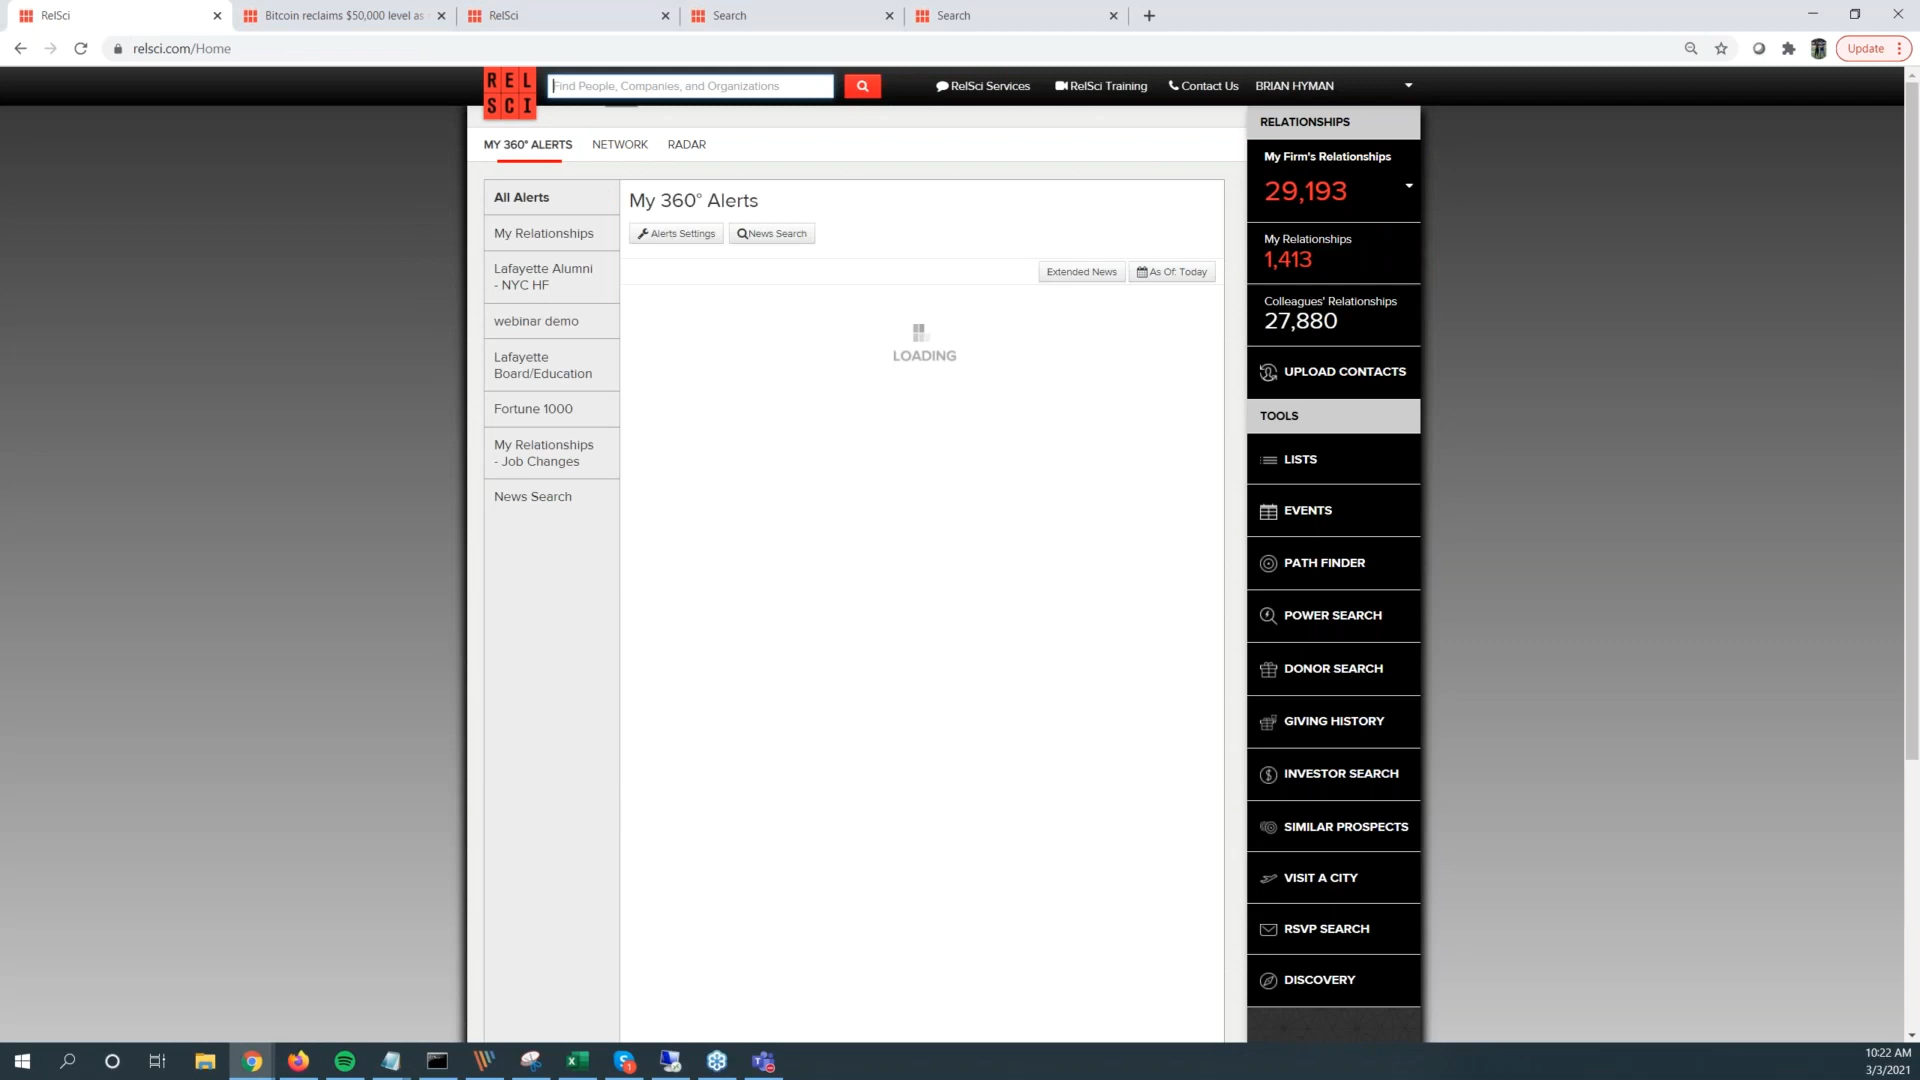 RelSci
Bitcoin reclaims $50,000 level as
RelSci
Search
Search
relsci.com/Home
Update
REL
SCI
Find People, Companies, and Organizations
RelSci Services
RelSci Training
Contact Us
BRIAN HYMAN
MY 360° ALERTS
NETWORK
RADAR
All Alerts
My Relationships
Lafayette Alumni
- NYC HF
webinar demo
Lafayette
Board/Education
Fortune 1000
My Relationships
- Job Changes
News Search
My 360° Alerts
Alerts Settings
News Search
Extended News
As Of: Today
LOADING
RELATIONSHIPS
My Firm's Relationships
29,193
My Relationships
1,413
Colleagues' Relationships
27,880
UPLOAD CONTACTS
TOOLS
LISTS
EVENTS
PATH FINDER
POWER SEARCH
DONOR SEARCH
GIVING HISTORY
INVESTOR SEARCH
SIMILAR PROSPECTS
VISIT A CITY
RSVP SEARCH
DISCOVERY
10:22 AM
3/3/2021